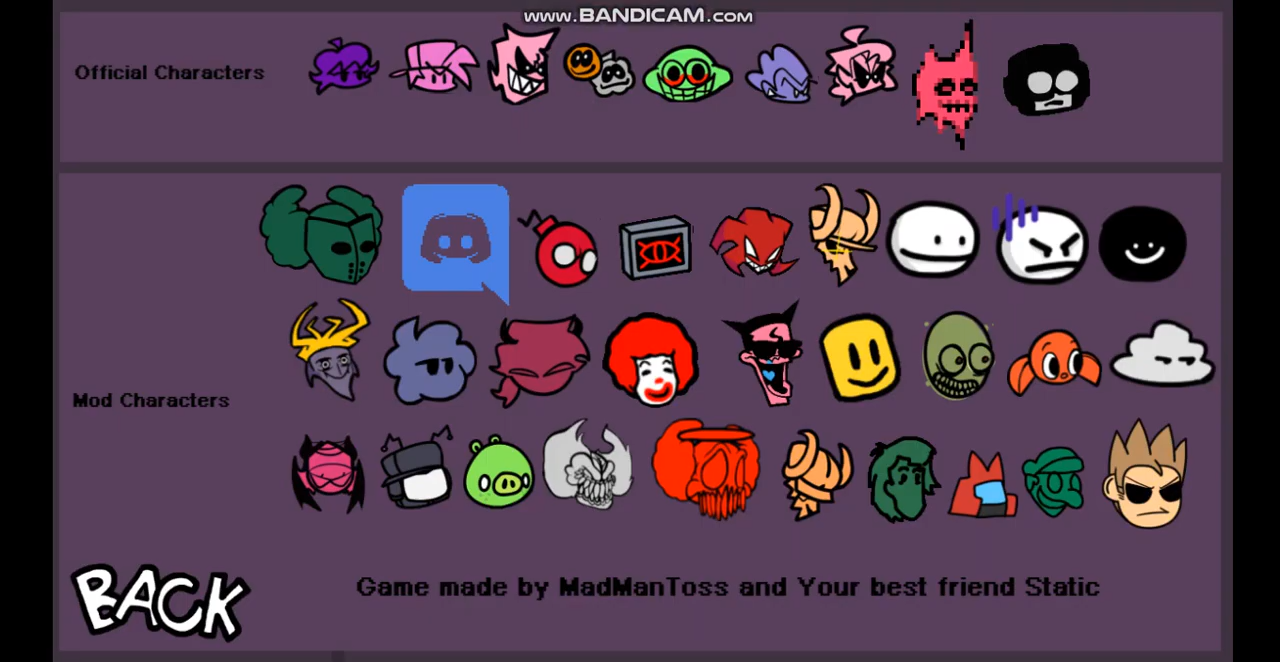 www.BANDICAM.com
Official Characters
Mod Characters
BACK
Game made by MadManToss and Your best friend Static